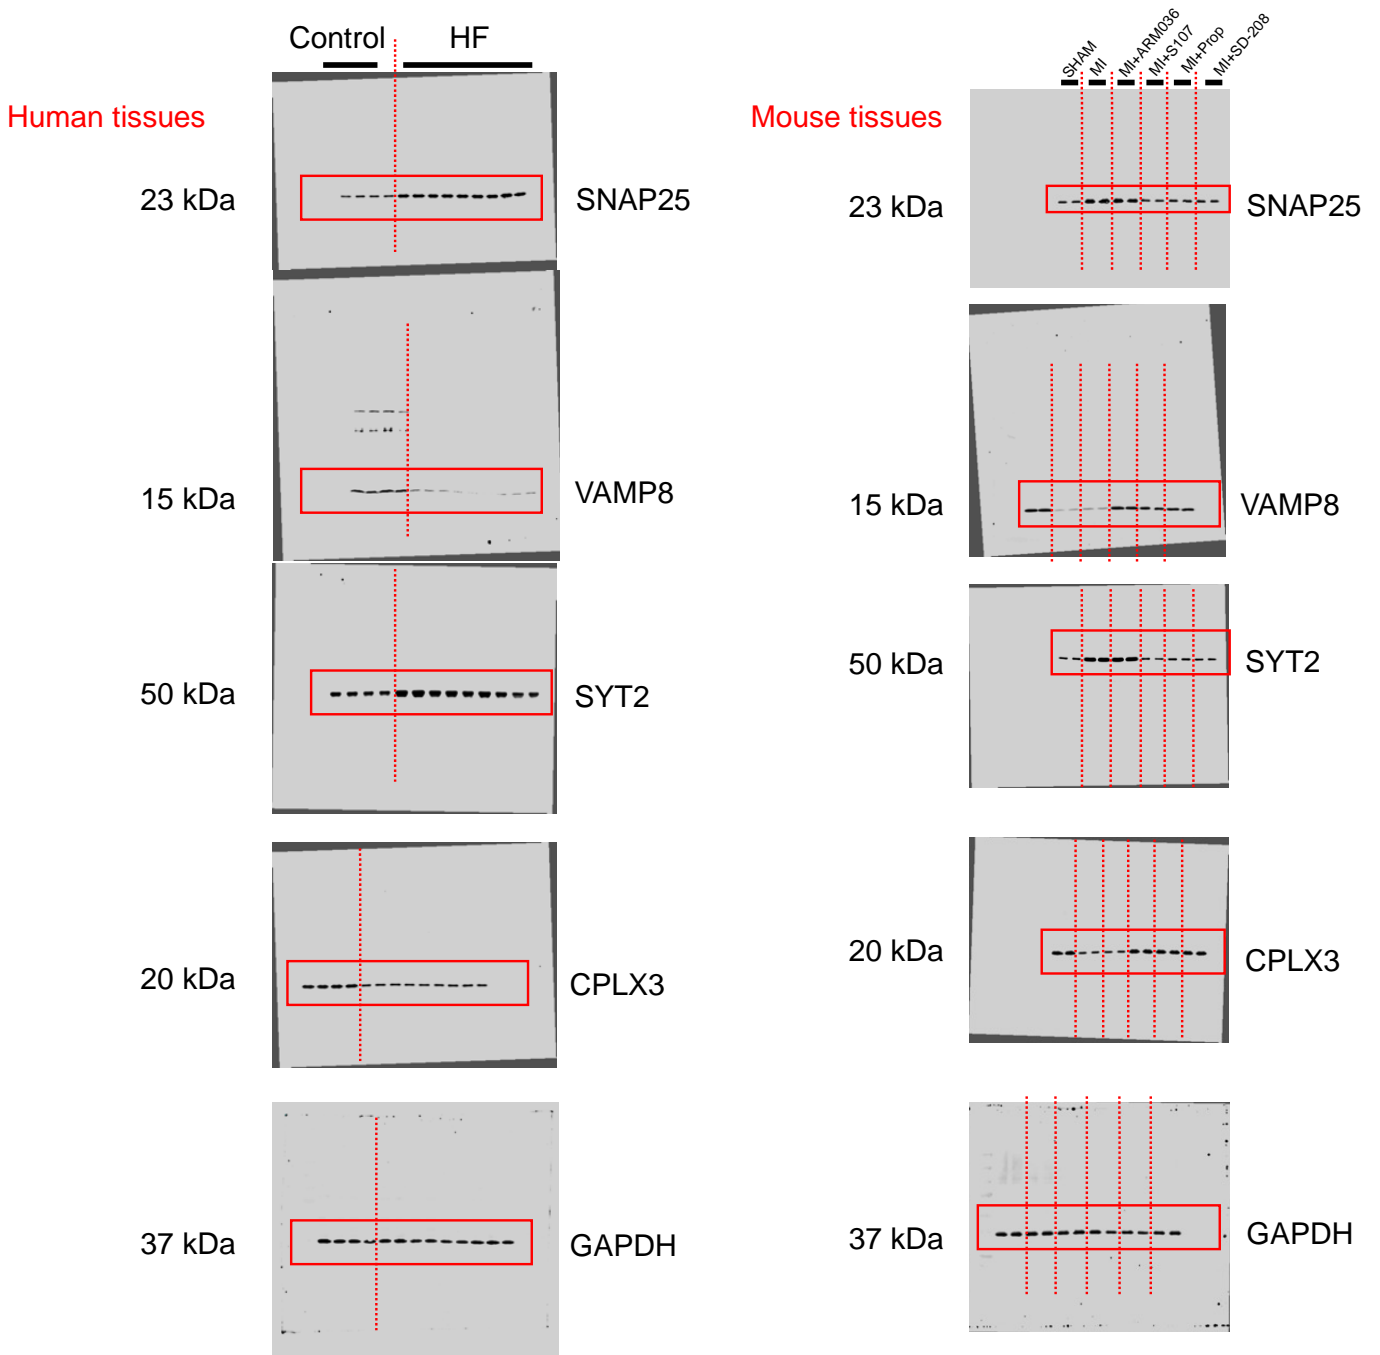 Control HF
Human tissues
23 kDa SNAP25
15 kDa VAMP8
50 kDa SYT2
20 kDa CPLX3
37 kDa GAPDH
SHAM
MI
MI+ARM036
MI+S107
MI+Prop
MI+SD-208
Mouse tissues
23 kDa SNAP25
15 kDa VAMP8
50 kDa SYT2
20 kDa CPLX3
37 kDa GAPDH